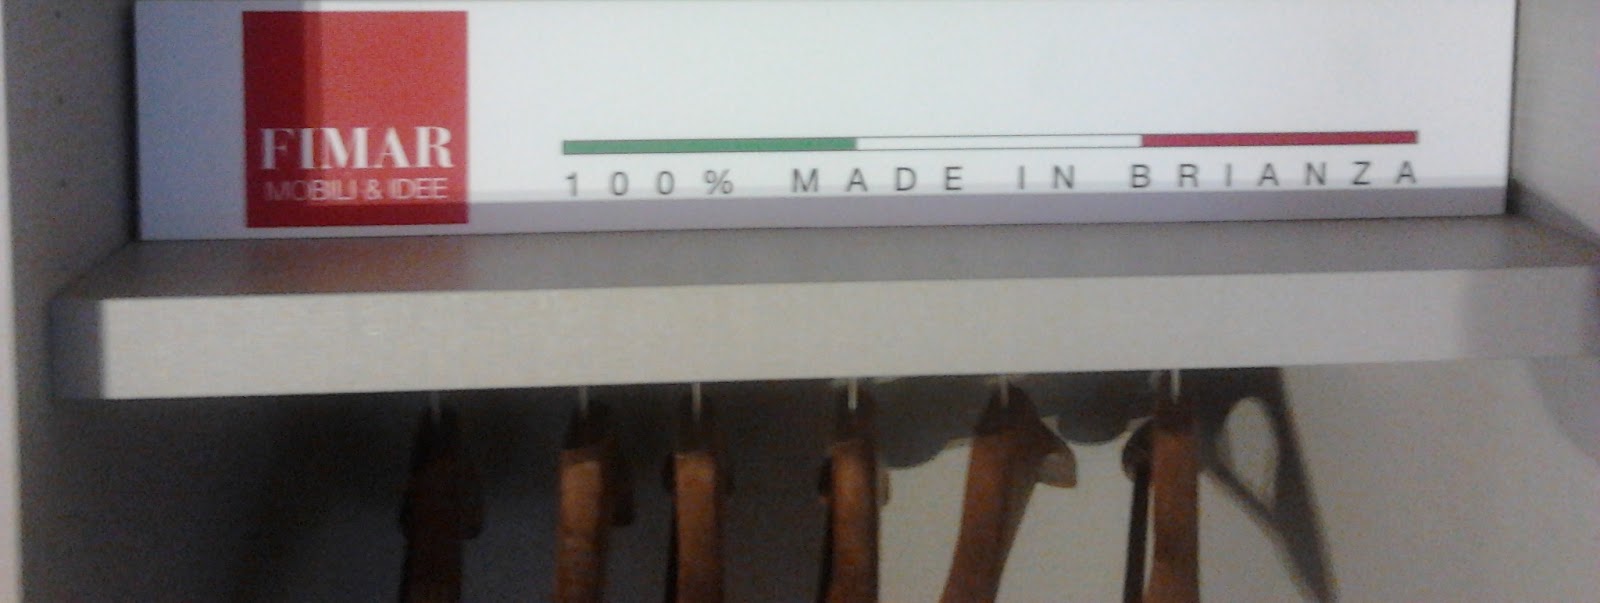 FIMAR
MOBILI & IDEE
100% MADE IN BRIANZA